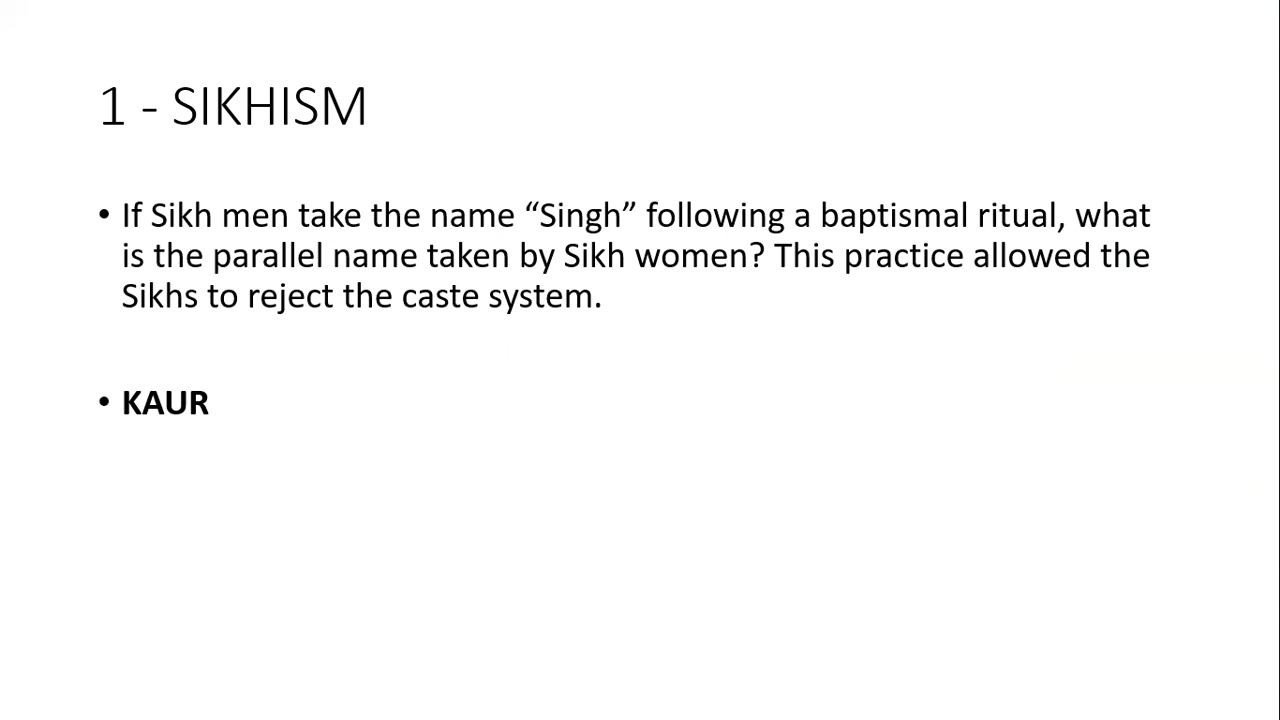 1 - SIKHISM
• If Sikh men take the name “Singh” following a baptismal ritual, what
is the parallel name taken by Sikh women? This practice allowed the
Sikhs to reject the caste system.
• KAUR